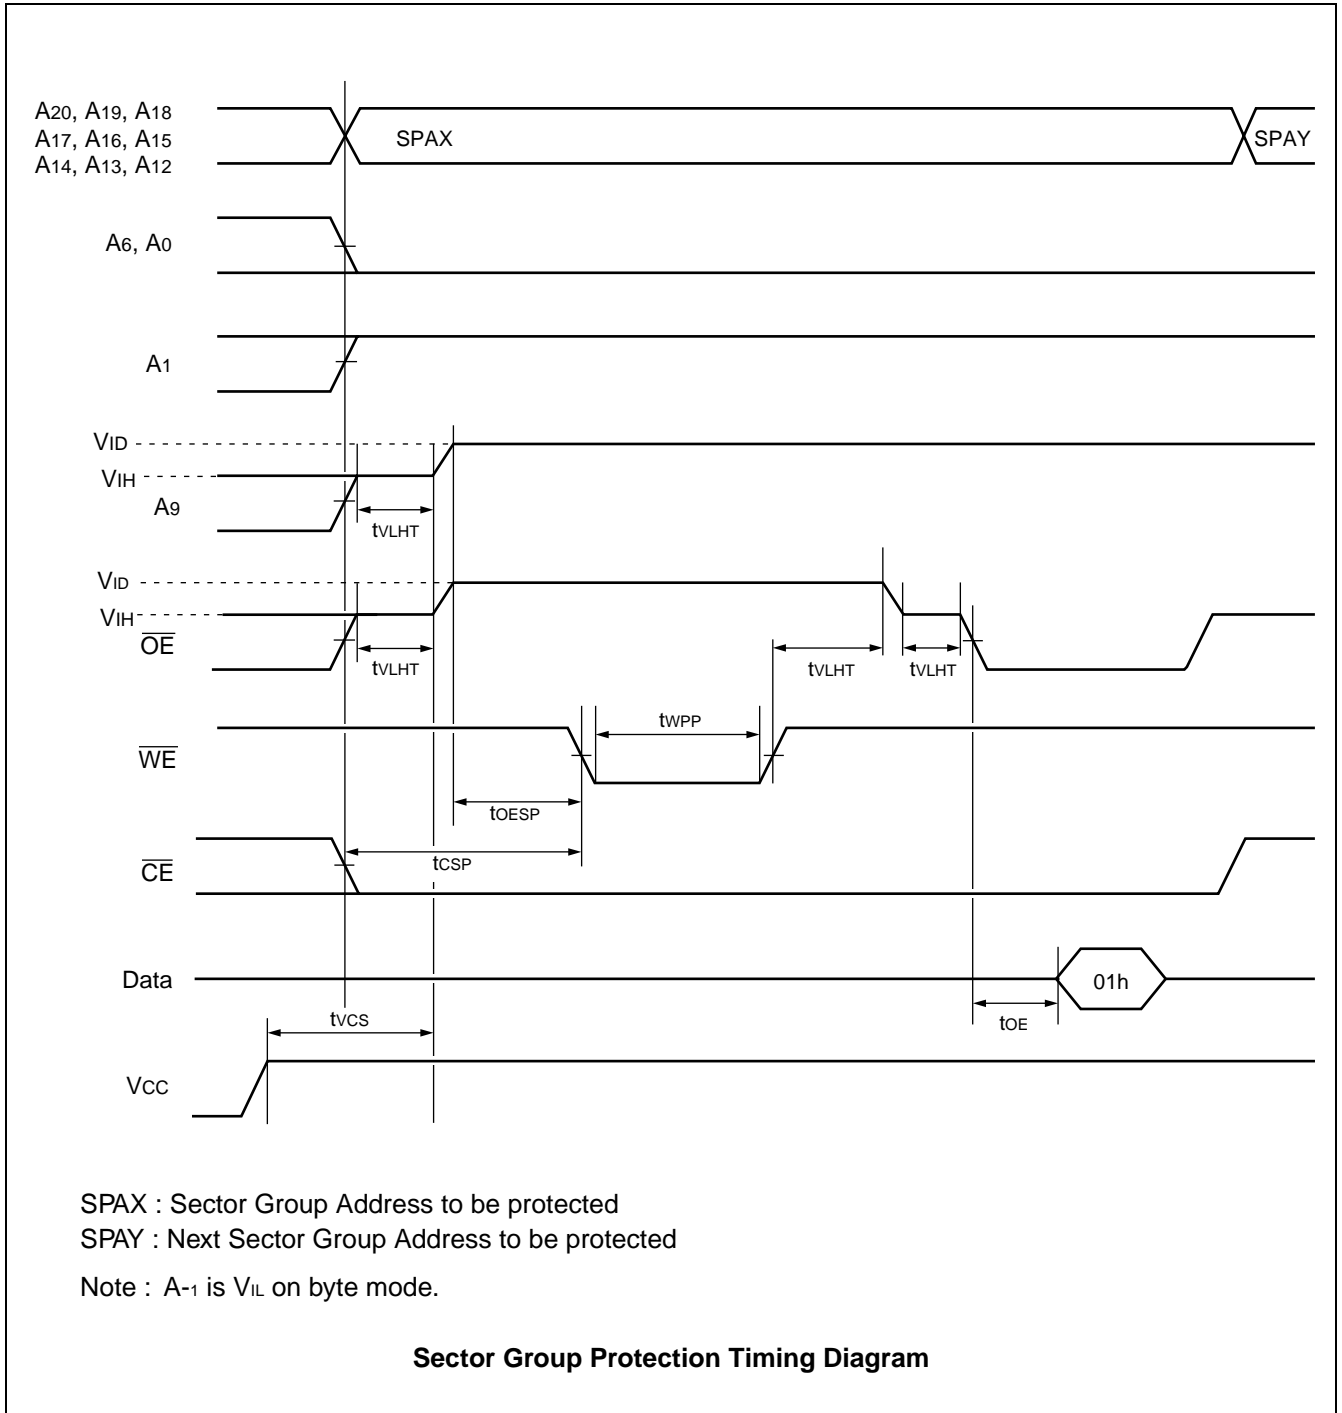 A20, A19, A18
A17, A16, A15
A14, A13, A12
SPAX
SPAY
A6, A0
A1
VID
VIH
A9
tVLHT
VID
VIH
OE
tVLHT
tVLHT
tVLHT
WE
tWPP
tOESP
tCSP
CE
Data
01h
tVCS
tOE
VCC
SPAX : Sector Group Address to be protected
SPAY : Next Sector Group Address to be protected
Note : A-1 is VIL on byte mode.
Sector Group Protection Timing Diagram